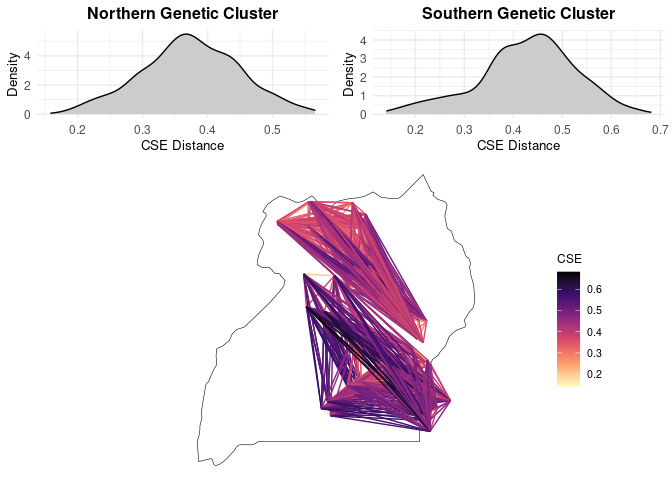 Northern Genetic Cluster
Density
4
2
0
0.2 0.3 0.4 0.5
CSE Distance
Southern Genetic Cluster
Density
4
3
2
1
0
0.2 0.3 0.4 0.5 0.6 0.7
CSE Distance
CSE
0.6
0.5
0.4
0.3
0.2